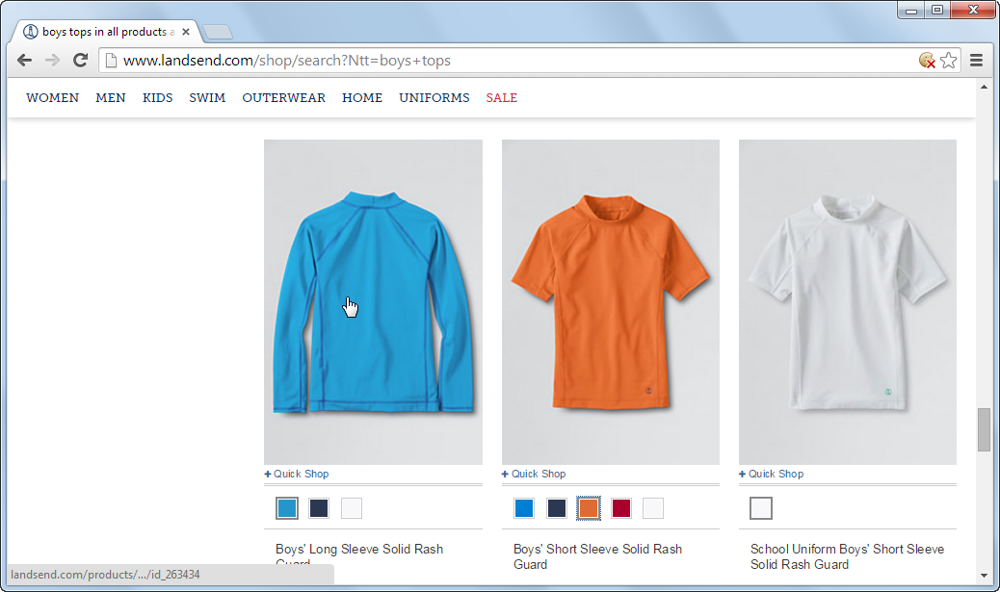 boys tops in all products a
www.landsend.com/shop/search?Ntt=boys+tops
WOMEN MEN KIDS SWIM OUTERWEAR HOME UNIFORMS SALE
+ Quick Shop
+ Quick Shop
+ Quick Shop
Boys' Long Sleeve Solid Rash
Guard
Boys' Short Sleeve Solid Rash
Guard
School Uniform Boys' Short Sleeve
Solid Rash Guard
landsend.com/products/.../id_263434